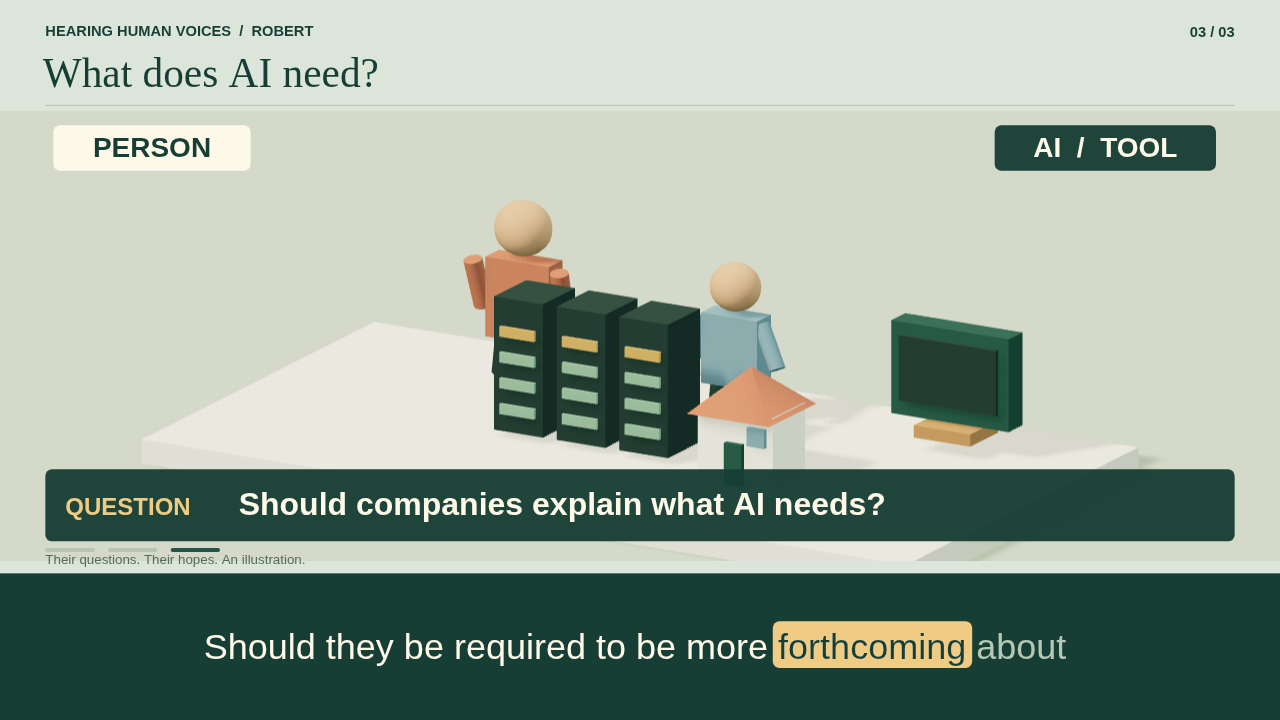 HEARING HUMAN VOICES / ROBERT
03 / 03
What does AI need?
PERSON
AI / TOOL
QUESTION Should companies explain what AI needs?
Their questions. Their hopes. An illustration.
Should they be required to be more forthcoming about